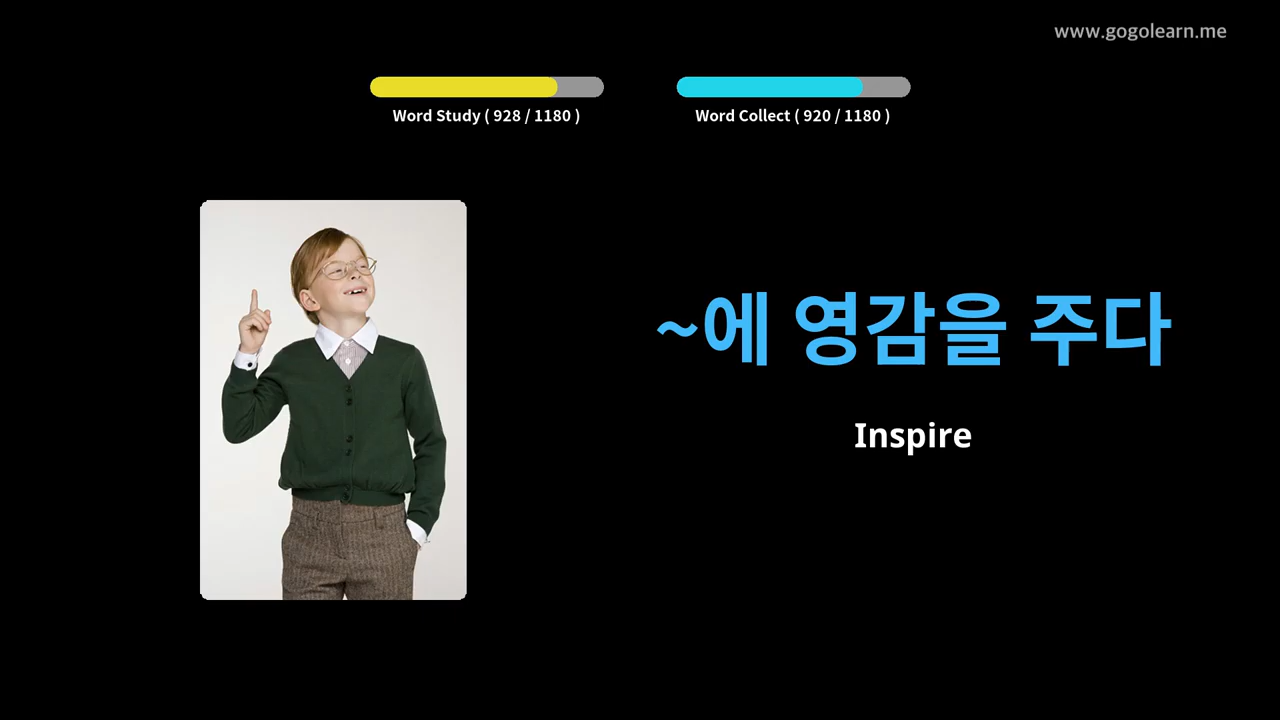 www.gogolearn.me
Word Study ( 928 / 1180 )
Word Collect ( 920 / 1180 )
~에 영감을 주다
Inspire